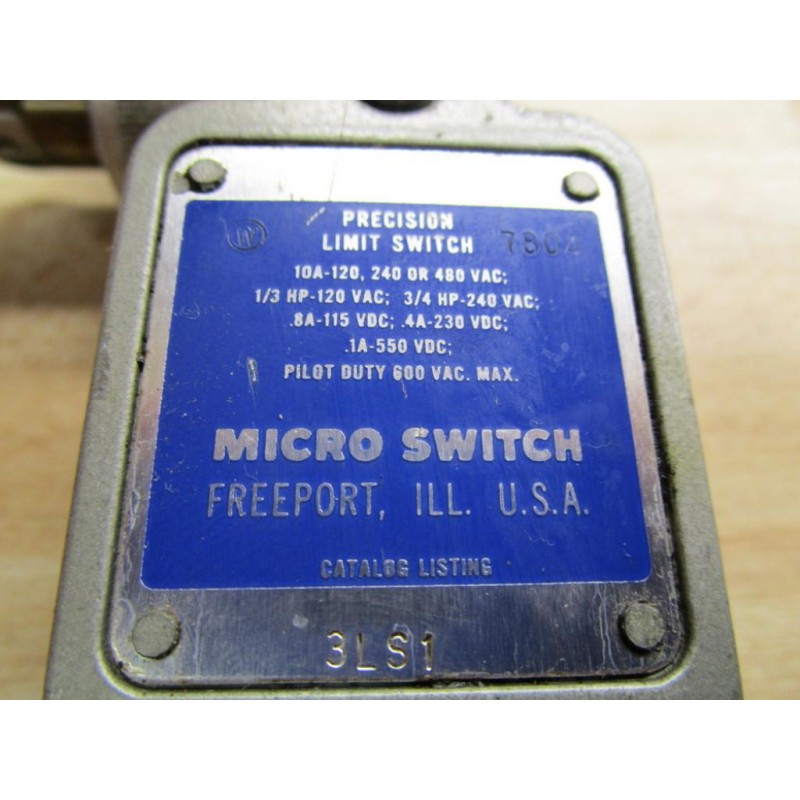 PRECISION
LIMIT SWITCH 7804
10A-120, 240 OR 480 VAC;
1/3 HP-120 VAC; 3/4 HP-240 VAC;
.8A-115 VDC; .4A-230 VDC;
.1A-550 VDC;
PILOT DUTY 600 VAC. MAX.
MICRO SWITCH
FREEPORT, ILL. U.S.A.
CATALOG LISTING
3LS1